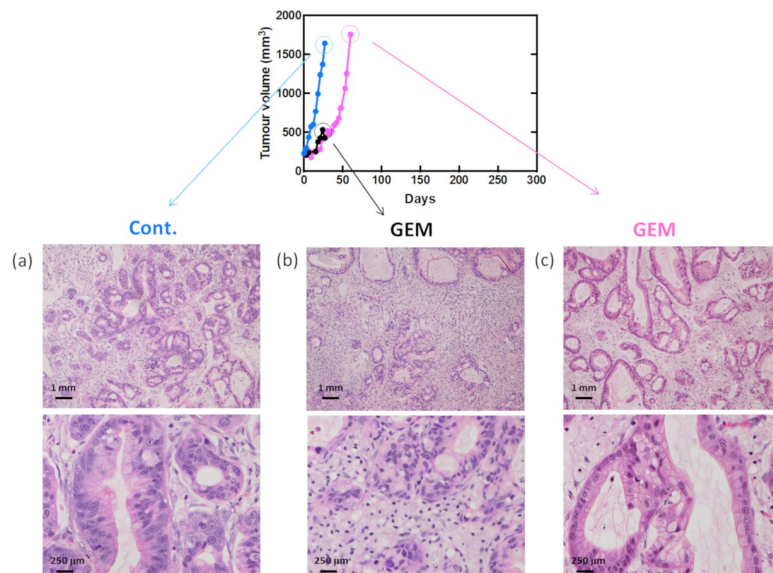 Tumour volume (mm3)
2000
1500
1000
500
0
0 50 100 150 200 250 300
Days
Cont. GEM GEM
(a) (b) (c)
1 mm 1 mm 1 mm
250 µm 250 µm 250 µm